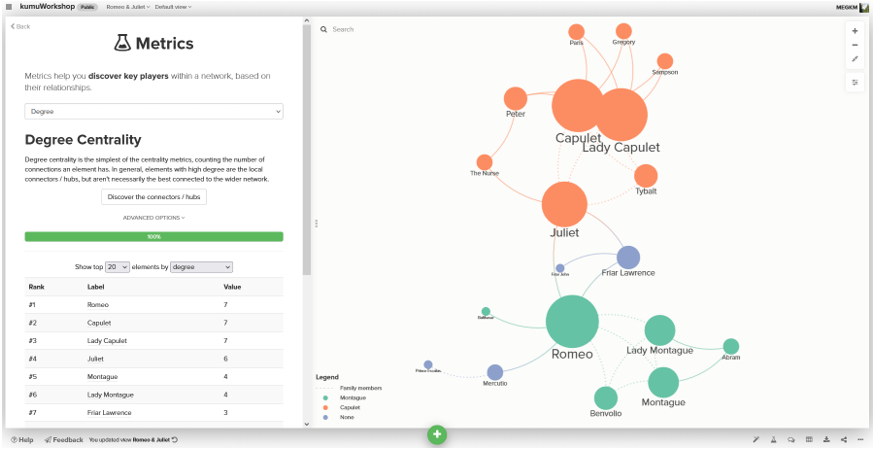 kumuWorkshop Public Romeo & Juliet Default view MEGKM
Back
Metrics
Metrics help you discover key players within a network, based on
their relationships.
Degree
Degree Centrality
Degree centrality is the simplest of the centrality metrics, counting the number of
connections an element has. In general, elements with high degree are the local
connectors / hubs, but aren't necessarily the best connected to the wider network.
Discover the connectors / hubs
ADVANCED OPTIONS
100%
Show top 20 elements by degree
Rank Label Value
#1 Romeo 7
#2 Capulet 7
#3 Lady Capulet 7
#4 Juliet 6
#5 Montague 4
#6 Lady Montague 4
#7 Friar Lawrence 3
Search
Paris
Gregory
Sampson
Peter
Capulet
Lady Capulet
The Nurse
Tybalt
Juliet
Friar John
Friar Lawrence
Romeo
Lady Montague
Abram
Mercutio
Montague
Benvolio
Legend
Family members
Montague
Capulet
None
Help Feedback You updated view Romeo & Juliet